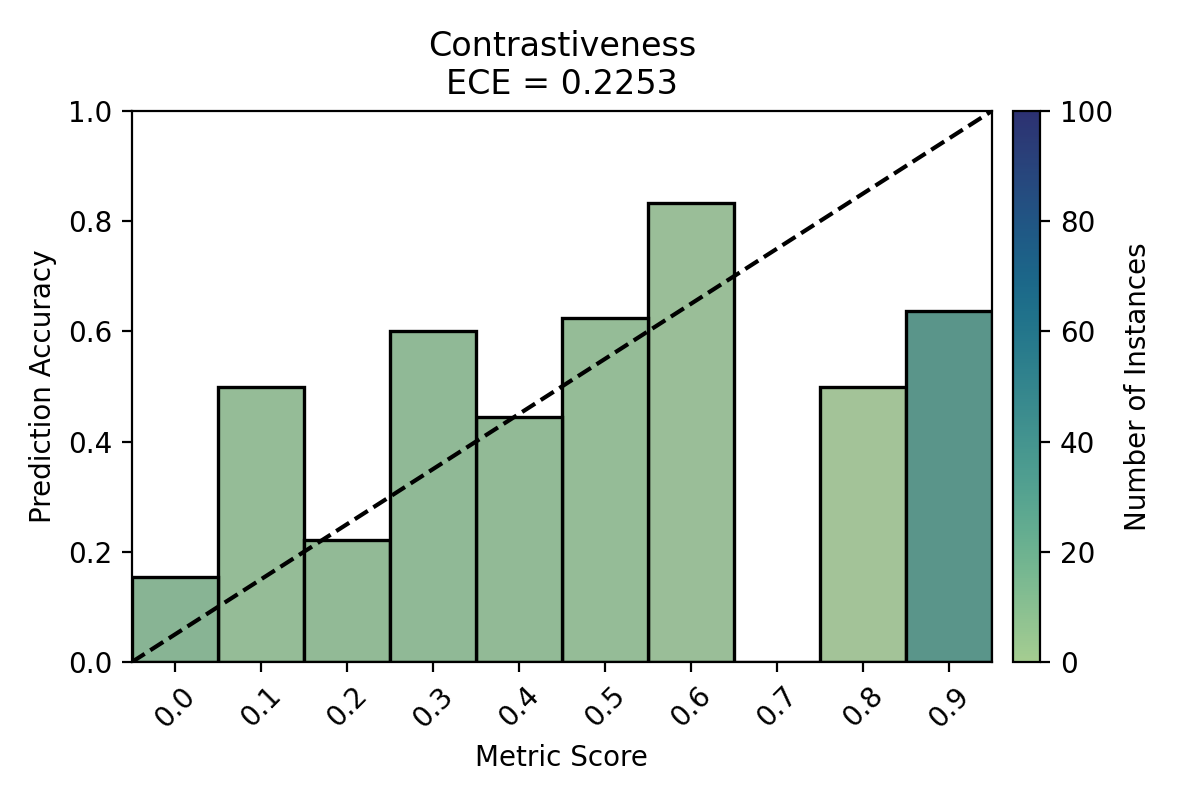 Contrastiveness
ECE = 0.2253
1.0
0.8
0.6
0.4
0.2
0.0
Prediction Accuracy
0.0 0.1 0.2 0.3 0.4 0.5 0.6 0.7 0.8 0.9
Metric Score
100
80
60
40
20
0
Number of Instances